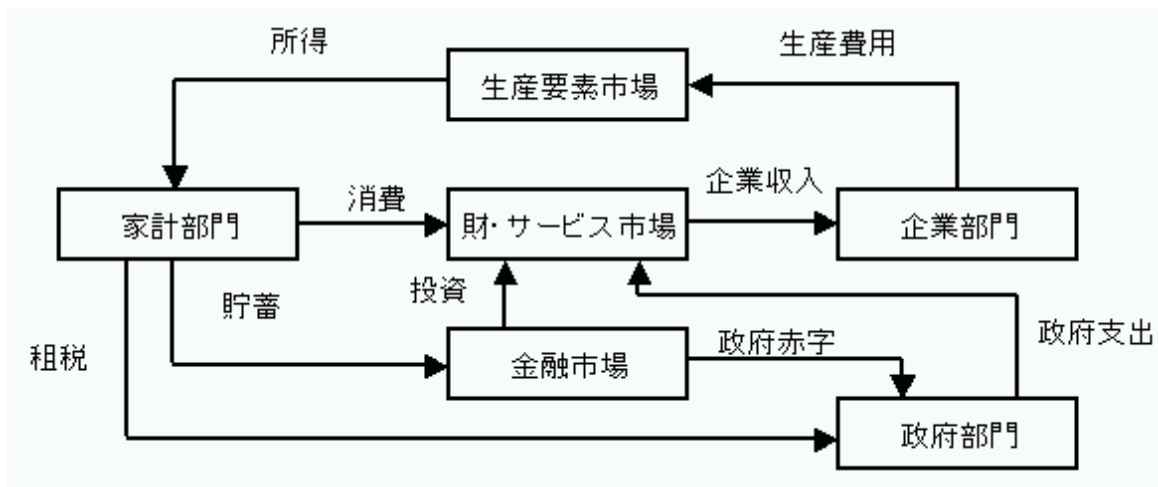 所得
生産費用
生産要素市場
企業収入
消費
家計部門
財・サービス市場
企業部門
投資
貯蓄
政府支出
政府赤字
租税
金融市場
政府部門